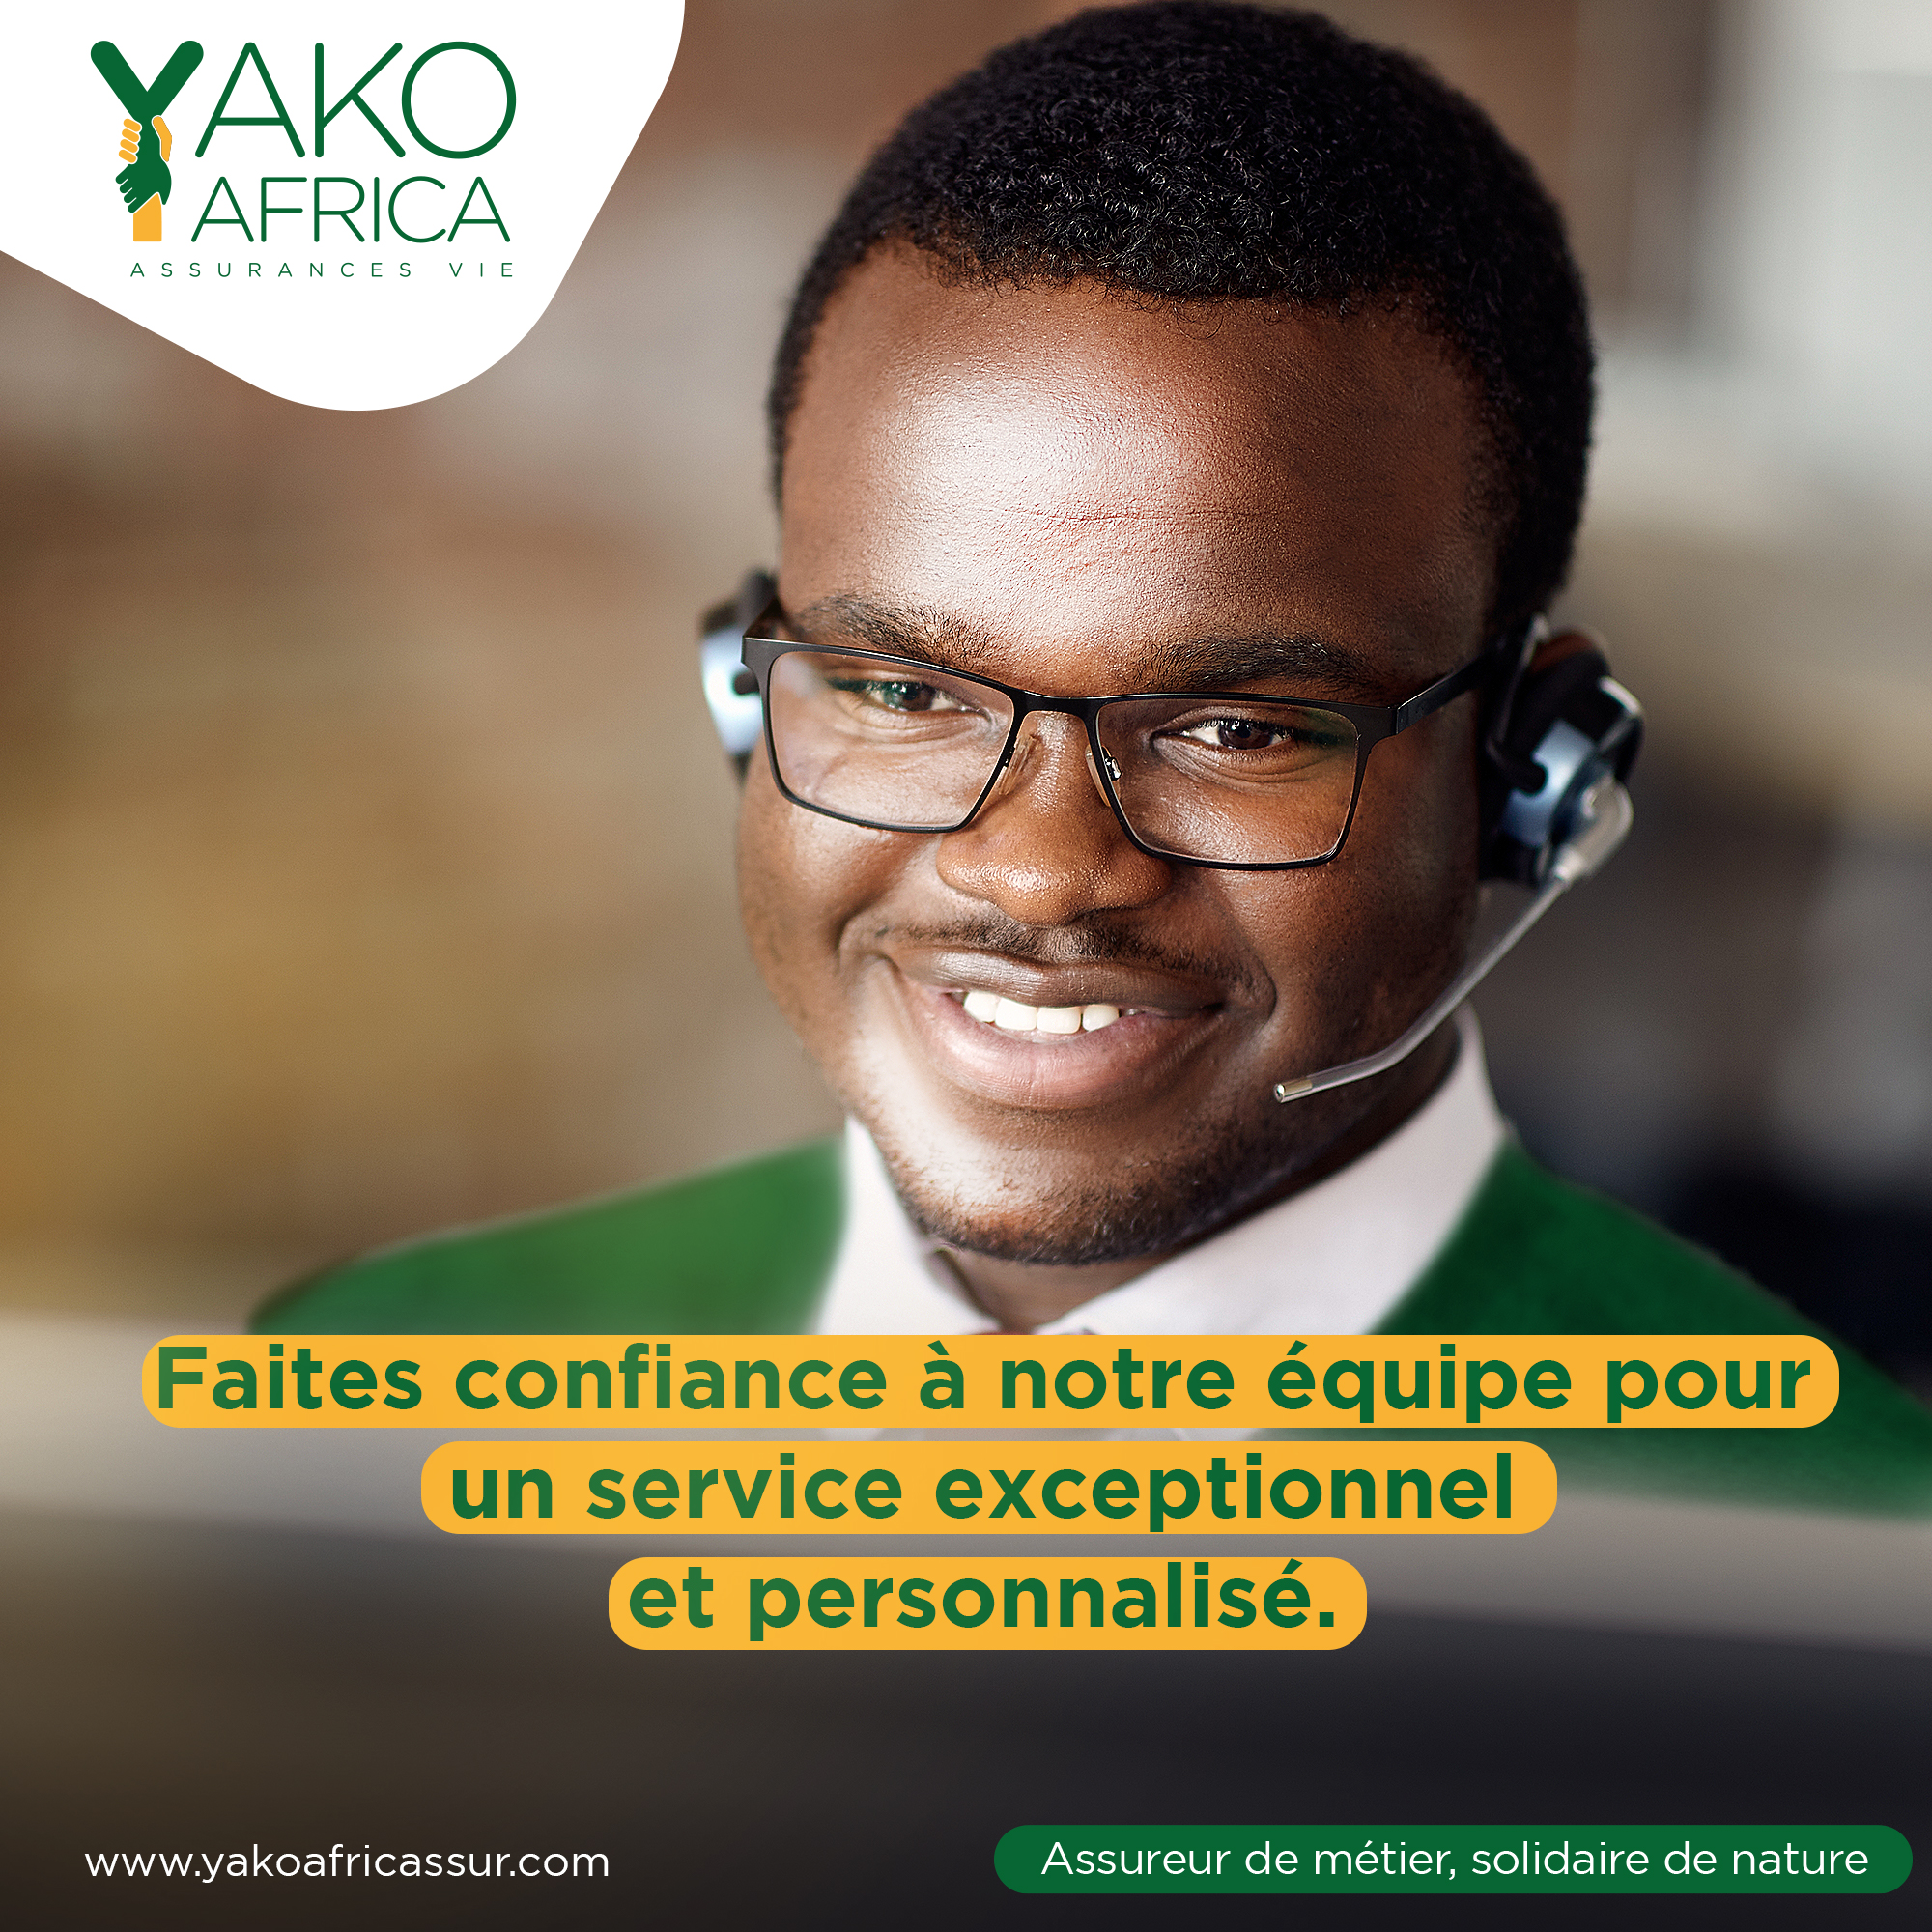 YAKO
AFRICA
ASSURANCES VIE
Faites confiance à notre équipe pour
un service exceptionnel
et personnalisé.
www.yakoafricassur.com
Assureur de métier, solidaire de nature